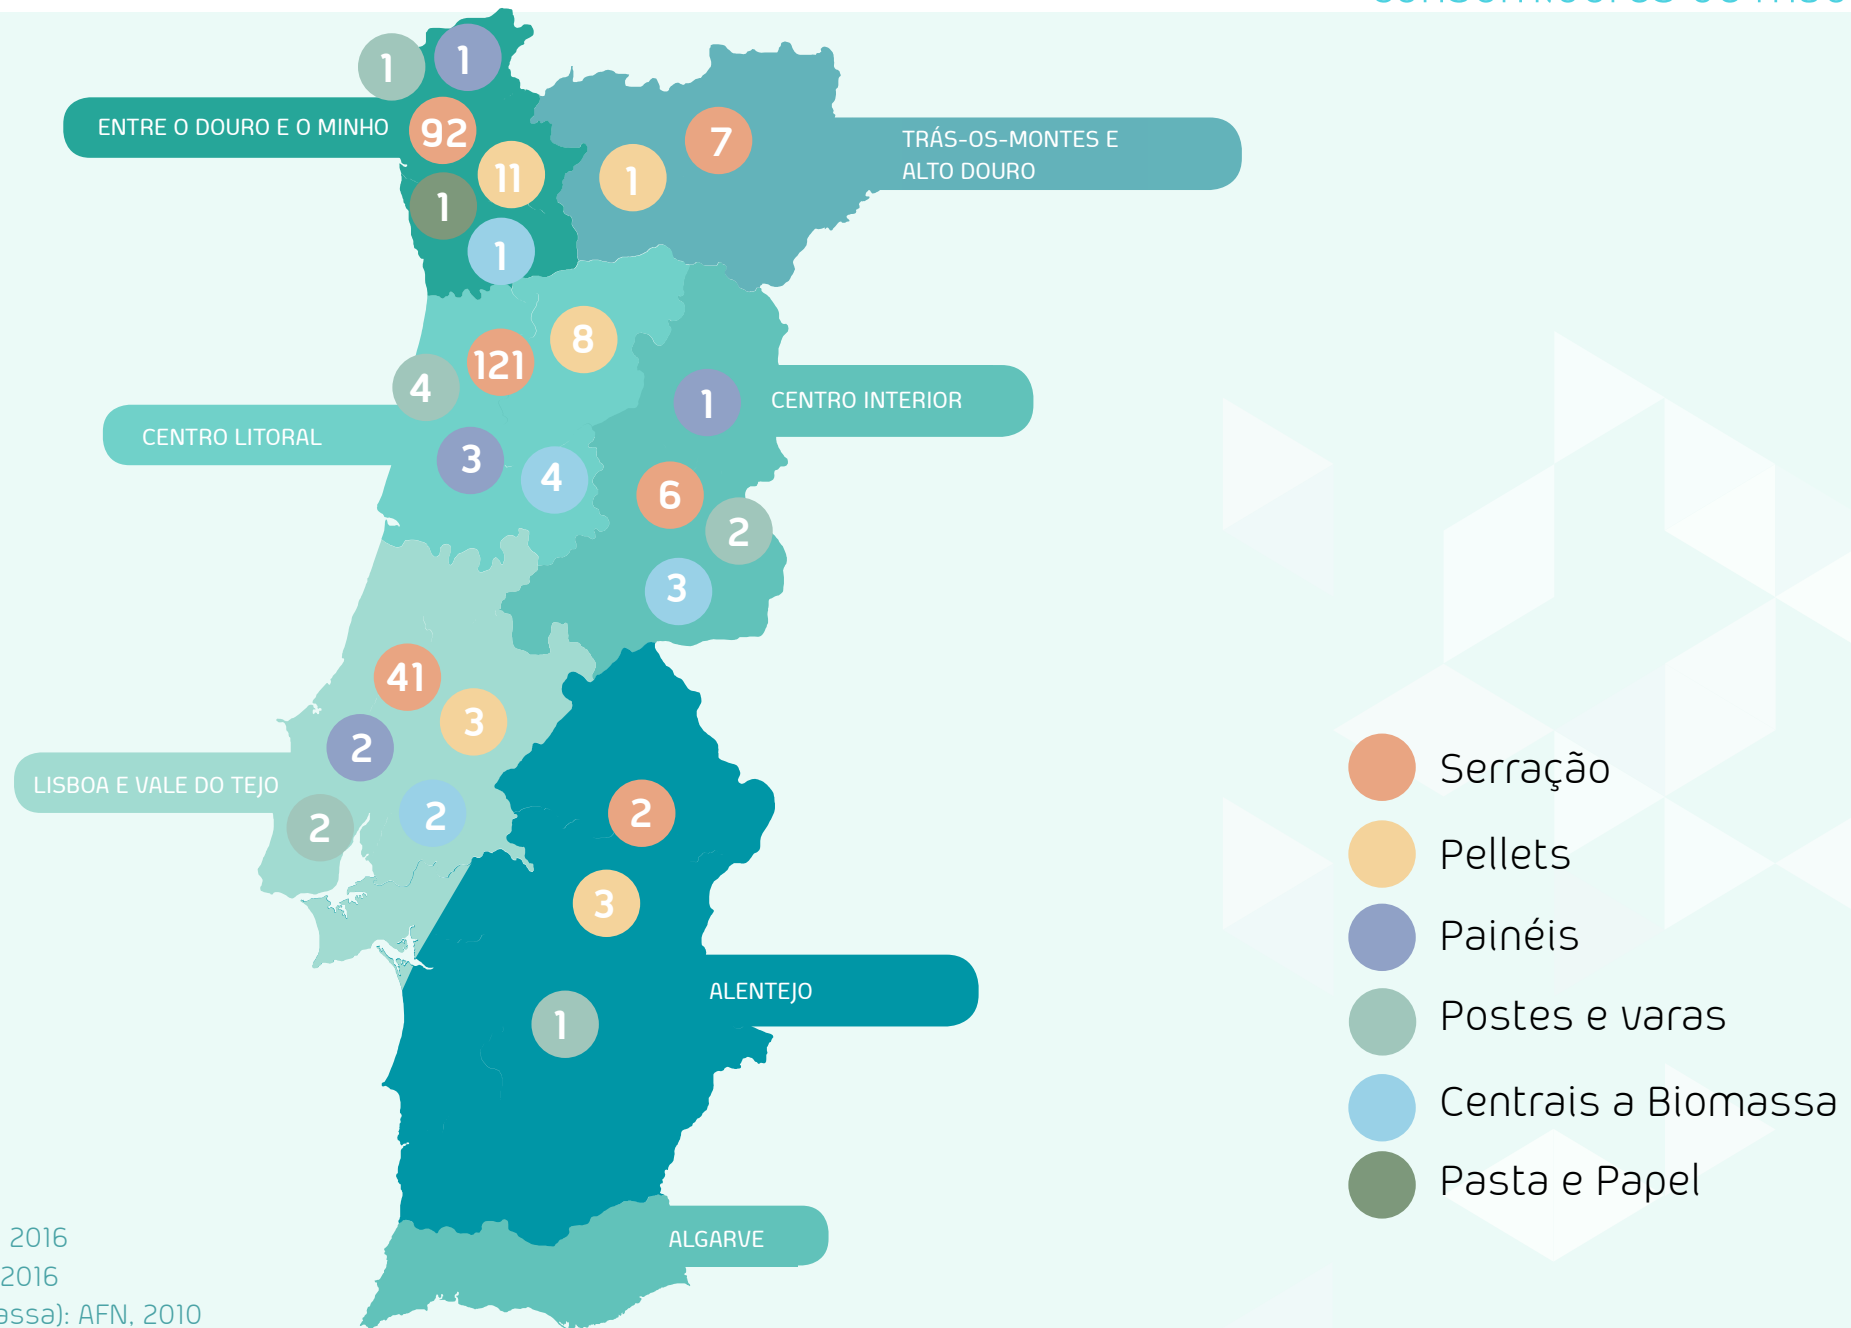 1
1
ENTRE O DOURO E O MINHO
92
11
1
1
7
1
TRÁS-OS-MONTES E
ALTO DOURO
8
121
4
CENTRO LITORAL
3
4
1
CENTRO INTERIOR
6
2
3
41
3
2
LISBOA E VALE DO TEJO
2
2
2
3
ALENTEJO
1
ALGARVE
Serração
Pellets
Painéis
Postes e varas
Centrais a Biomassa
Pasta e Papel
2016
2016
assa): AFN, 2010